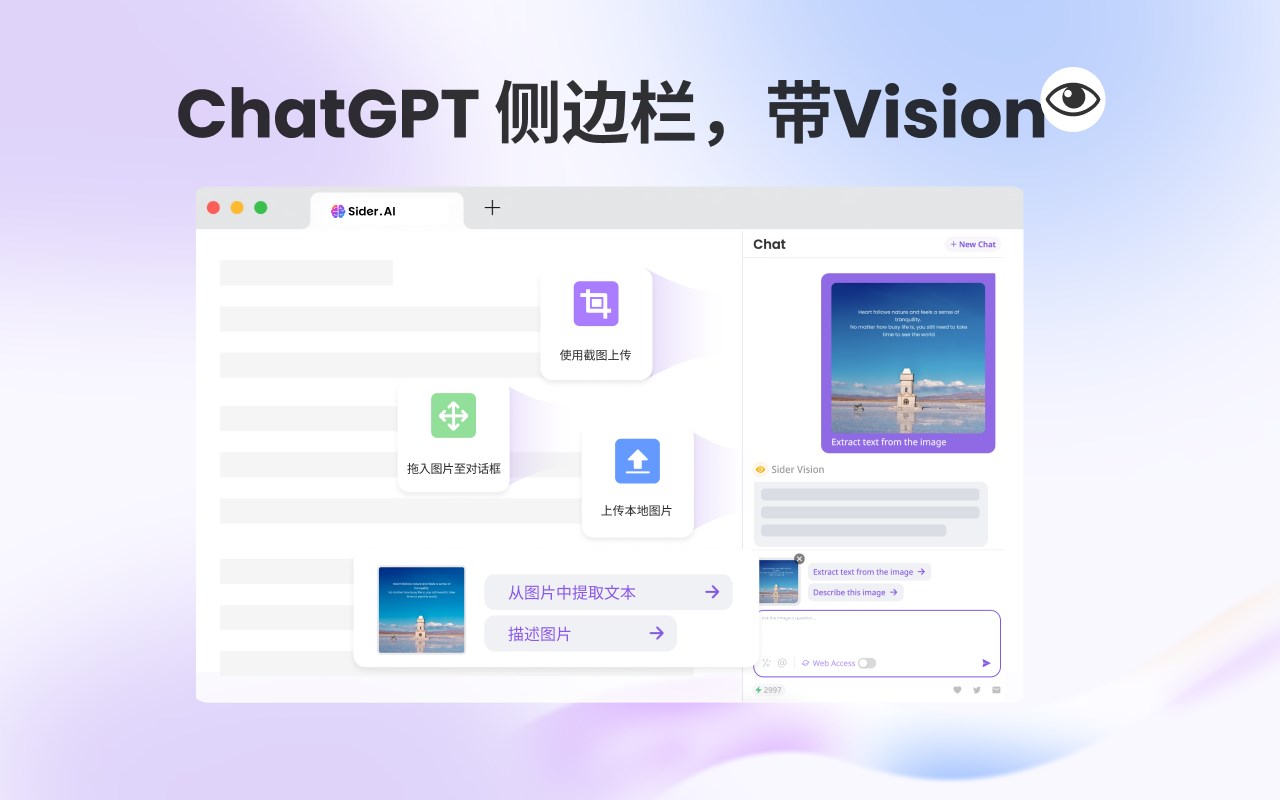 ChatGPT 侧边栏，带Vision
Sider.AI
Chat
+ New Chat
使用截图上传
Heart follows nature and feels a sense of
tranquility.
No matter how busy life is, you still need to take
time to see the world
拖入图片至对话框
Extract text from the image
上传本地图片
Sider Vision
从图片中提取文本
描述图片
Extract text from the image
Describe this image
Web Access
2997